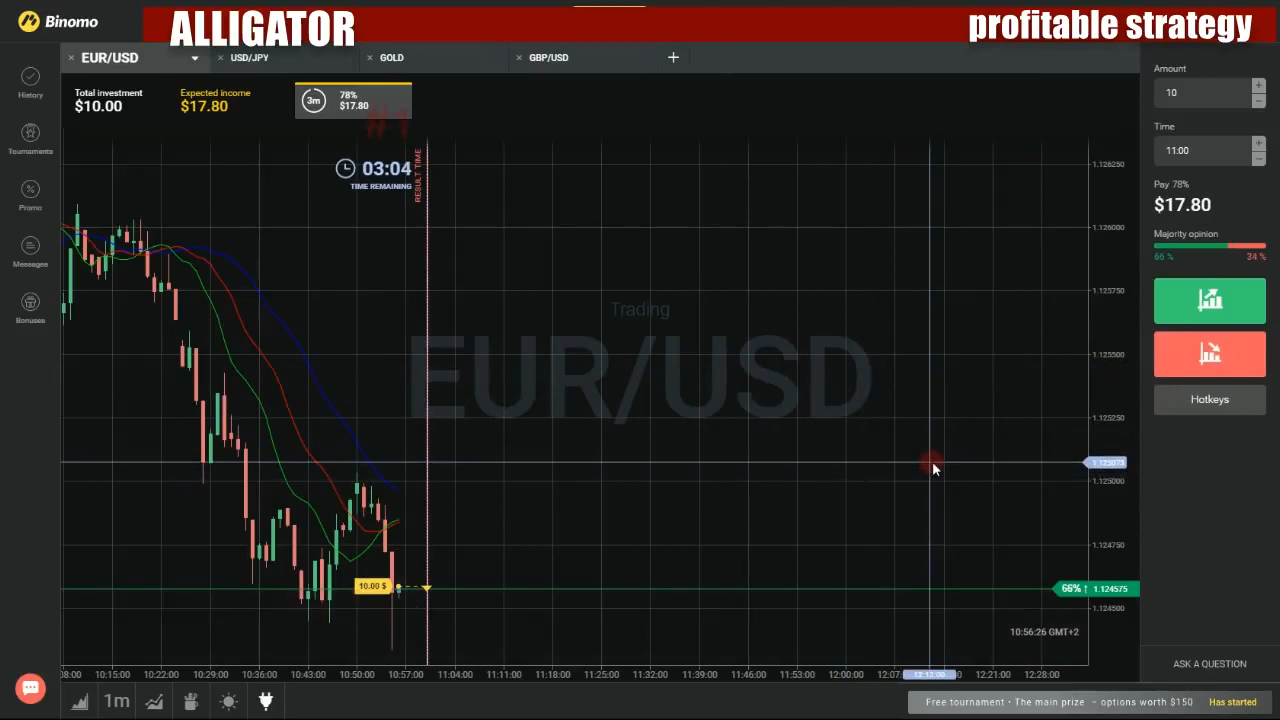 Binomo
ALLIGATOR
profitable strategy
EUR/USD
USD/JPY
GOLD
GBP/USD
History
Tournaments
Promo
Messeges
Bonuses
Total investment
$10.00
Expected income
$17.80
3m
78%
$17.80
#1
03:04
TIME REMAINING
RESULT TIME
Trading
EUR/USD
1.126250
1.126000
1.125750
1.125500
1.125250
1.125073
1.125000
1.124750
66% ↑ 1.124575
1.124500
10.00 $
10:56:26 GMT+2
10:15:00
10:22:00
10:29:00
10:36:00
10:43:00
10:50:00
10:57:00
11:04:00
11:11:00
11:18:00
11:25:00
11:32:00
11:39:00
11:46:00
11:53:00
12:00:00
12:21:00
12:28:00
1m
Amount
10
Time
11:00
Pay 78%
$17.80
Majority opinion
66 %
34 %
Hotkeys
ASK A QUESTION
Free tournament · The main prize – options worth $150
Has started